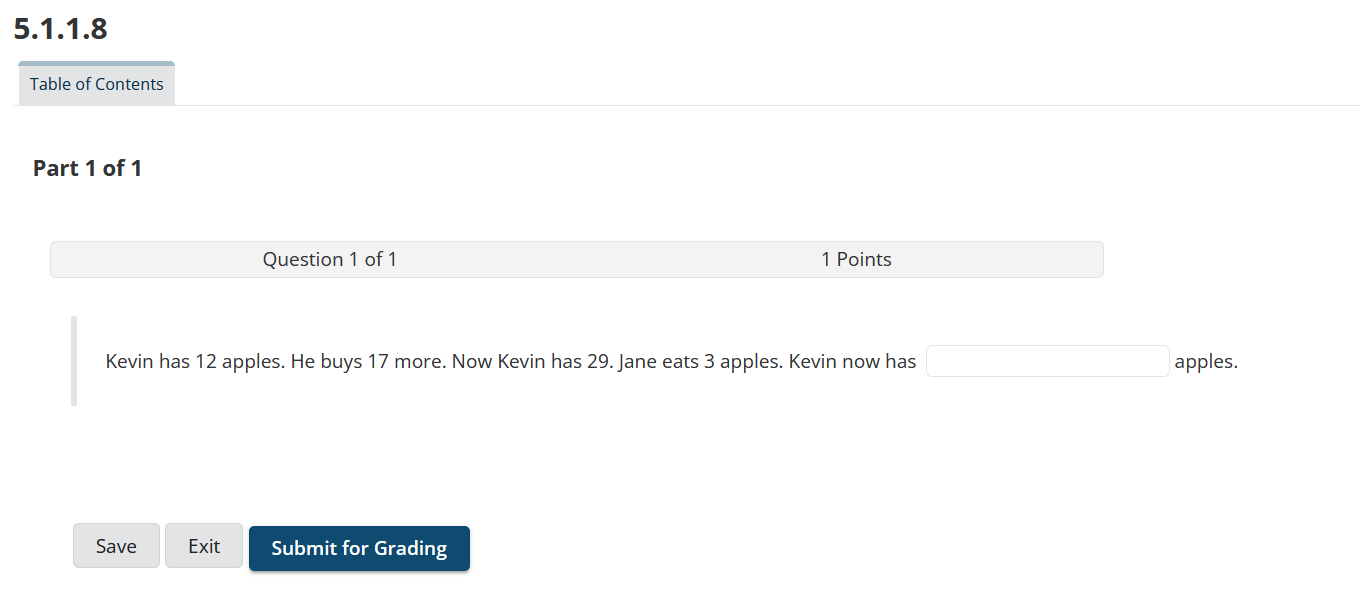 5.1.1.8
Table of Contents
Part 1 of 1
Question 1 of 1 1 Points
Kevin has 12 apples. He buys 17 more. Now Kevin has 29. Jane eats 3 apples. Kevin now has apples.
Save Exit Submit for Grading